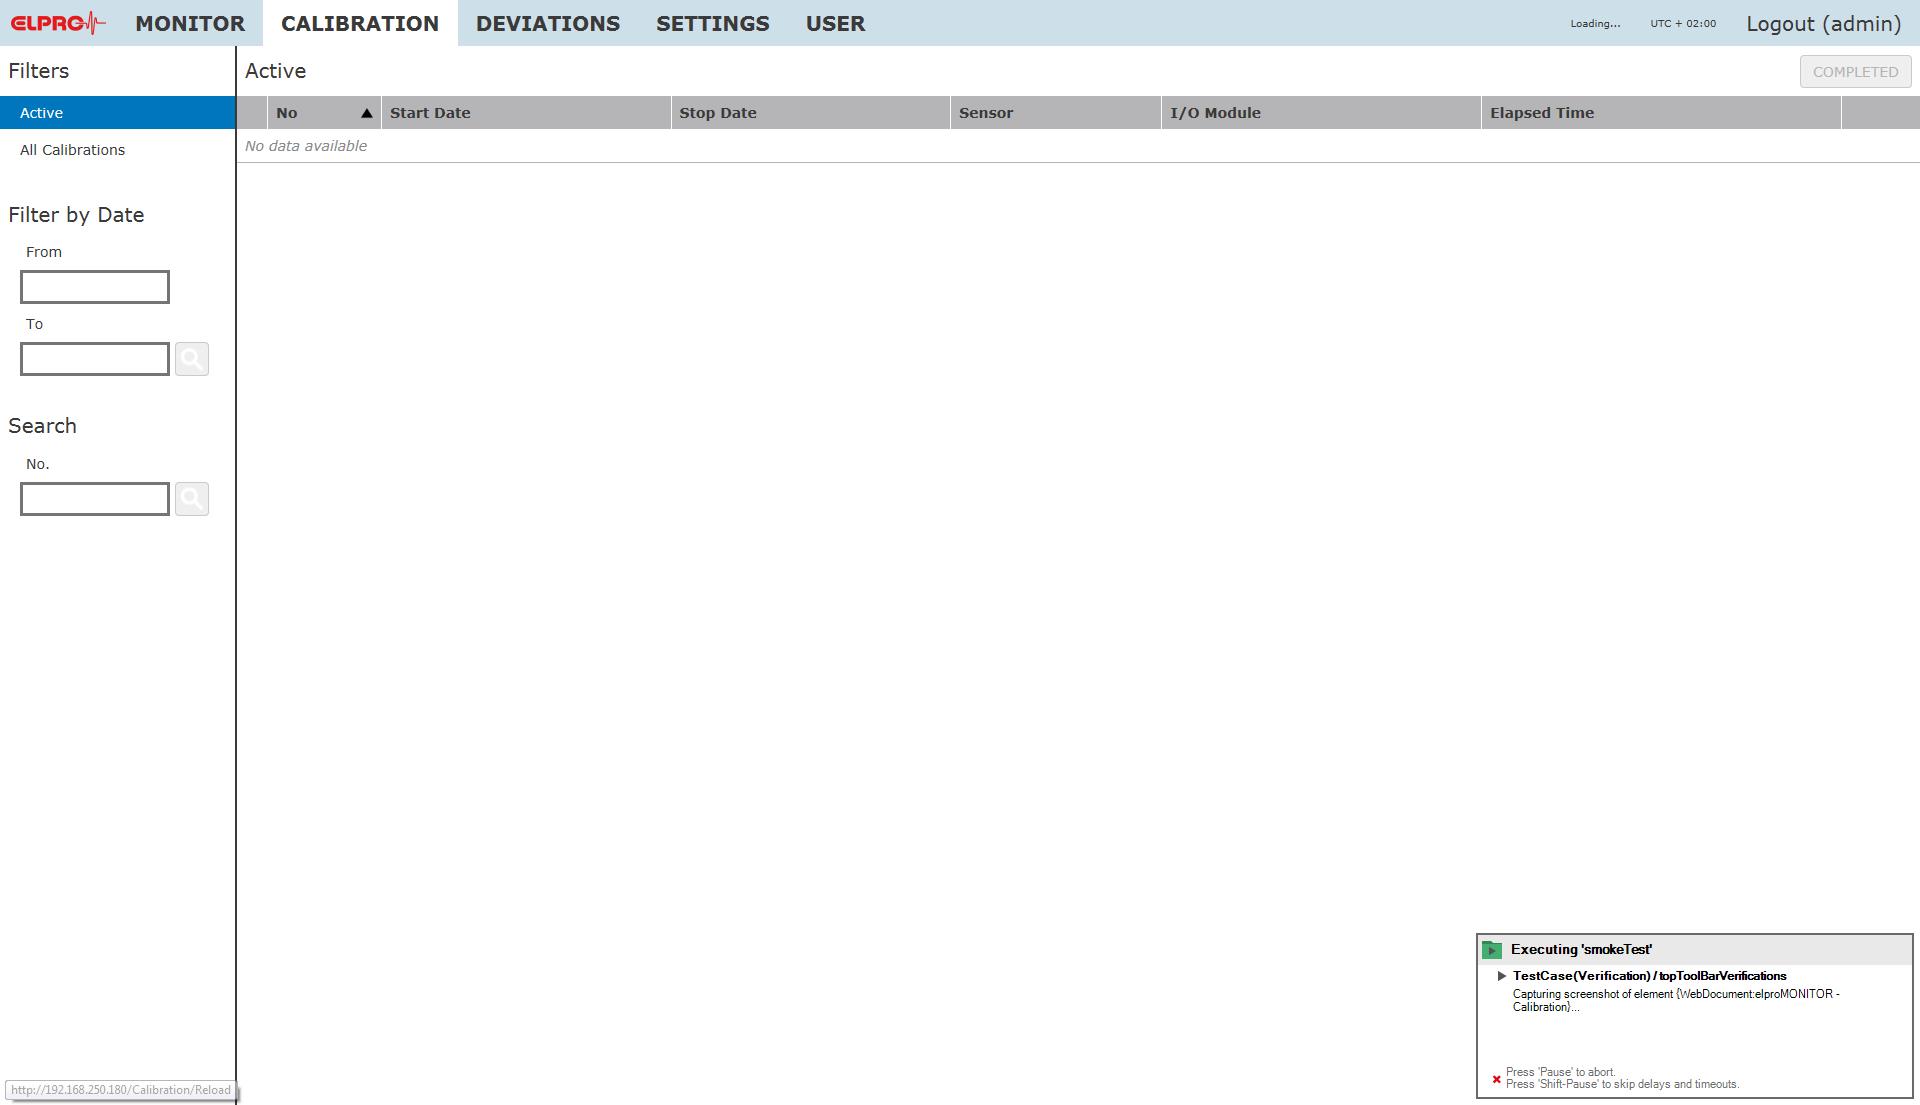 ELPRO MONITOR CALIBRATION DEVIATIONS SETTINGS USER Loading... UTC + 02:00 Logout (admin)
Filters
Active
All Calibrations
Filter by Date
From
To
Search
No.
Active COMPLETED
No Start Date Stop Date Sensor I/O Module Elapsed Time
No data available
Executing 'smokeTest'
TestCase(Verification) / topToolBarVerifications
Capturing screenshot of element {WebDocument:elproMONITOR -
Calibration}...
Press 'Pause' to abort.
Press 'Shift-Pause' to skip delays and timeouts.
http://192.168.250.180/Calibration/Reload